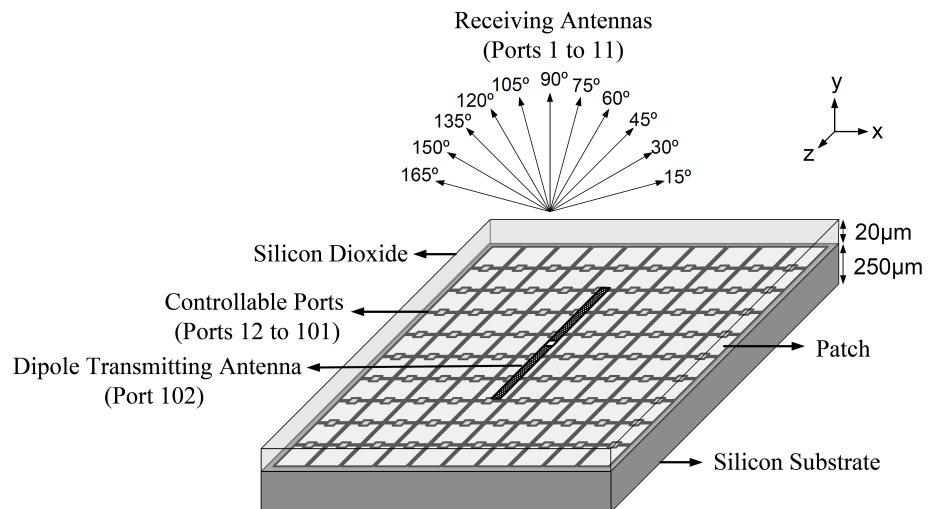 Receiving Antennas
(Ports 1 to 11)
90º
105º
75º
120º
60º
135º
45º
150º
30º
165º
15º
y
x
z
20µm
250µm
Silicon Dioxide
Controllable Ports
(Ports 12 to 101)
Dipole Transmitting Antenna
(Port 102)
Patch
Silicon Substrate